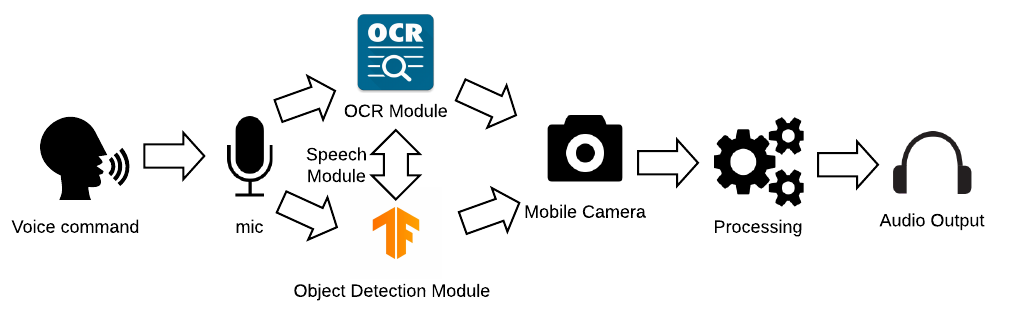 OCR
OCR Module
Speech
Module
Voice command
mic
Mobile Camera
Processing
Audio Output
Object Detection Module